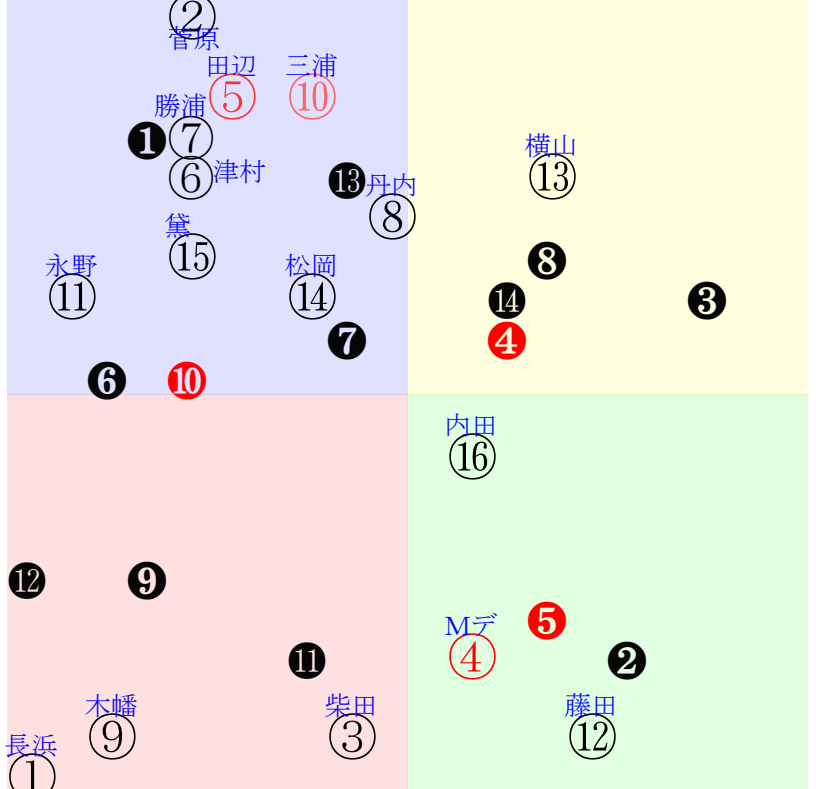 ②
菅原
田辺 三浦
⑤ ⑩
勝浦
❶ ⑦
⑥ 津村
⓭ 丹内
⑧
横山
⑬
黛
⑮
永野 松岡
⑪ ⑭
❽
⓮ ❸
❼ ❹
❻ ❿
内田
⑯
⓬ ❾
❺
Mデ
④ ❷
⓫
木幡 柴田 藤田
⑨ ③ ⑫
長浜
①